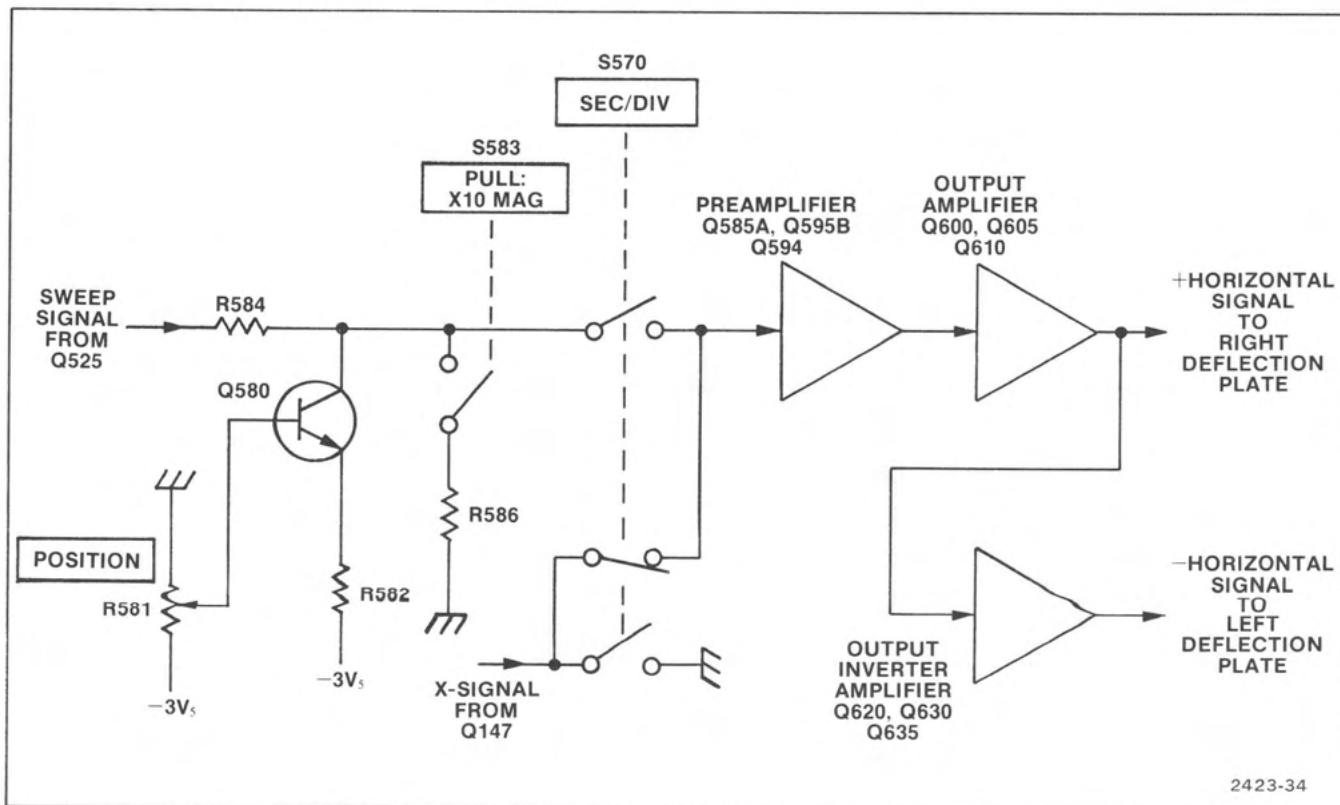 S570
SEC/DIV
S583
PULL:
X10 MAG
PREAMPLIFIER
Q585A, Q595B
Q594
OUTPUT
AMPLIFIER
Q600, Q605
Q610
SWEEP
SIGNAL
FROM
Q525
R584
+HORIZONTAL
SIGNAL
TO
RIGHT
DEFLECTION
PLATE
Q580
POSITION
R581
R582
R586
−3V₅
−3V₅
X-SIGNAL
FROM
Q147
OUTPUT
INVERTER
AMPLIFIER
Q620, Q630
Q635
−HORIZONTAL
SIGNAL
TO
LEFT
DEFLECTION
PLATE
2423-34